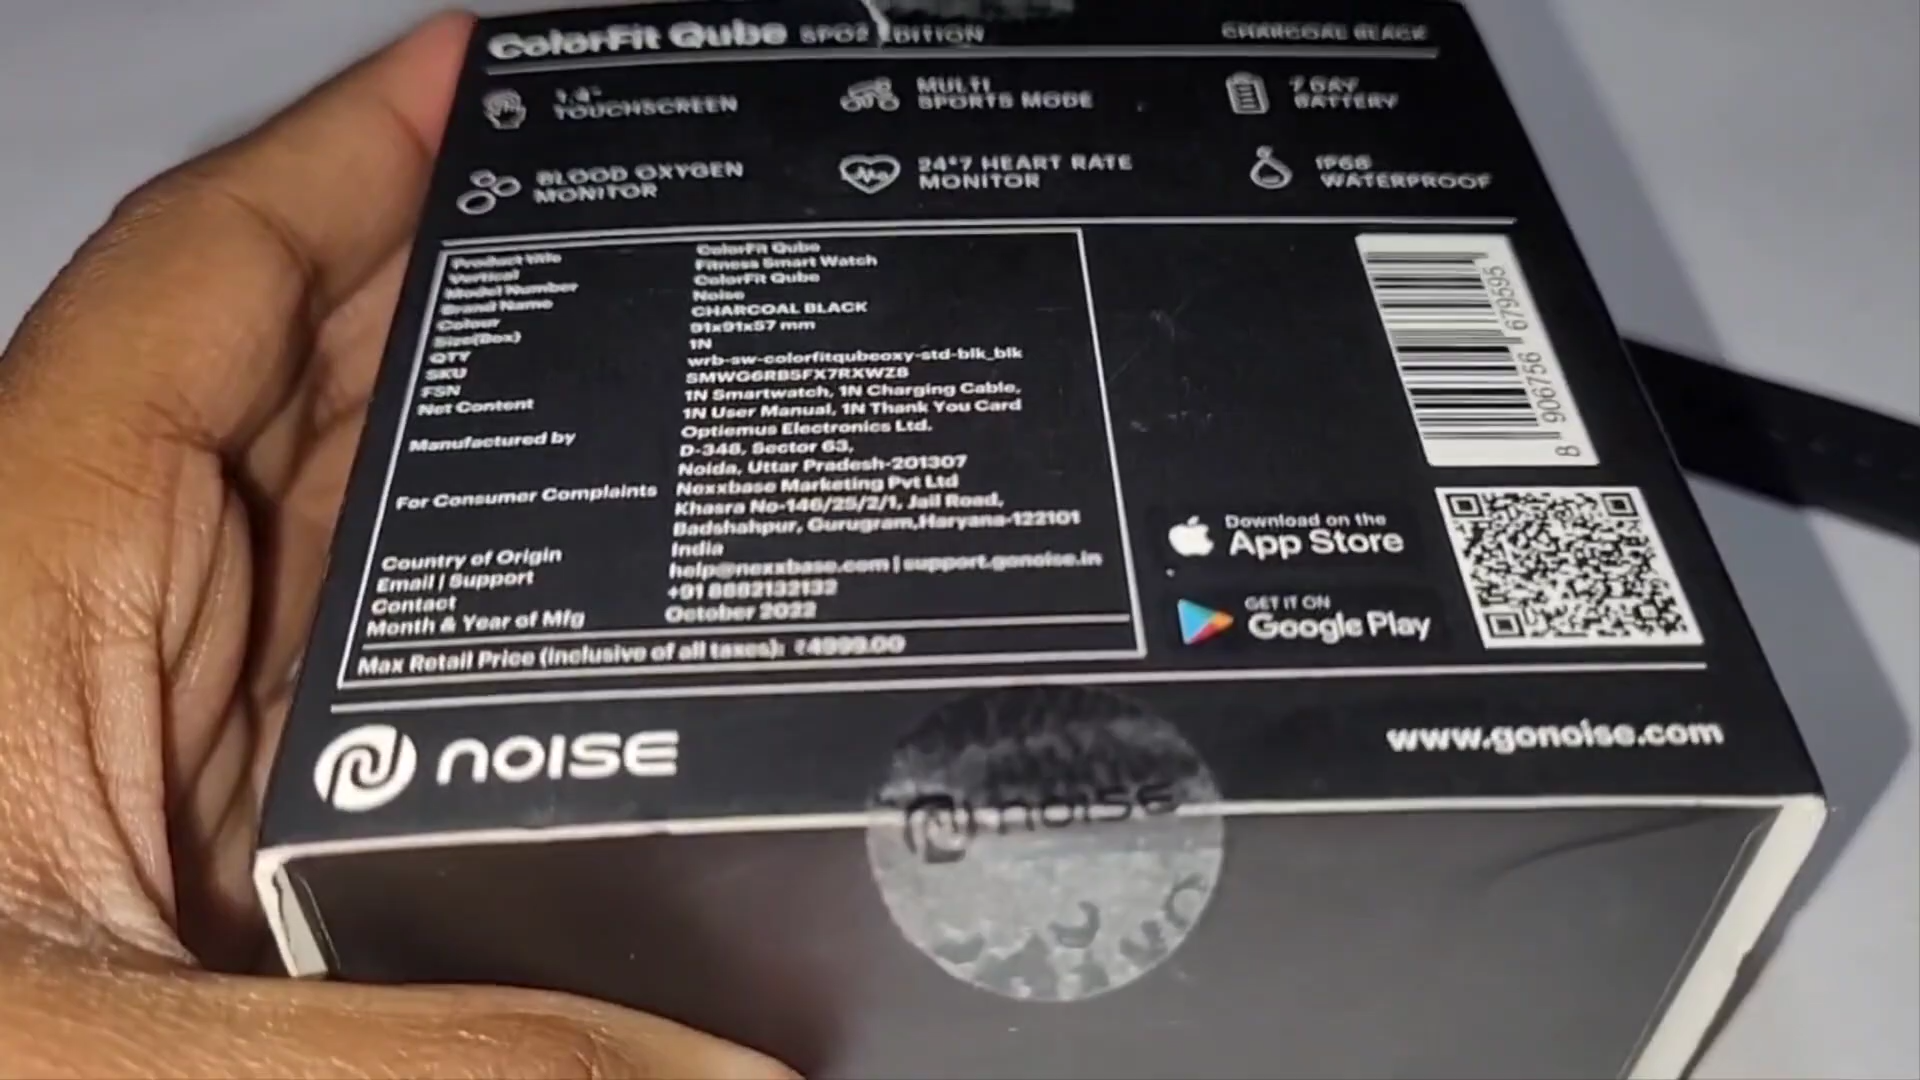 ColorFit Qube SPO2 EDITION CHARCOAL BLACK
1.4" TOUCHSCREEN
MULTI SPORTS MODE
7 DAY BATTERY
BLOOD OXYGEN MONITOR
24*7 HEART RATE MONITOR
IP68 WATERPROOF
Product title ColorFit Qube
Vertical Fitness Smart Watch
Model Number ColorFit Qube
Brand Name Noise
Colour CHARCOAL BLACK
Size(Box) 91x91x57 mm
QTY 1N
SKU wrb-sw-colorfitqubeoxy-std-blk_blk
FSN SMWG6RB5FX7RXWZB
Net Content 1N Smartwatch, 1N Charging Cable,
1N User Manual, 1N Thank You Card
Manufactured by Optiemus Electronics Ltd.
D-348, Sector 63,
Noida, Uttar Pradesh-201307
For Consumer Complaints Nexxbase Marketing Pvt Ltd
Khasra No-146/25/2/1, Jail Road,
Badshahpur, Gurugram,Haryana-122101
Country of Origin India
Email | Support help@nexxbase.com | support.gonoise.in
Contact +91 8882132132
Month & Year of Mfg October 2022
Max Retail Price (inclusive of all taxes): ₹4999.00
8 906756 679595
Download on the
App Store
GET IT ON
Google Play
noise
www.gonoise.com
noise